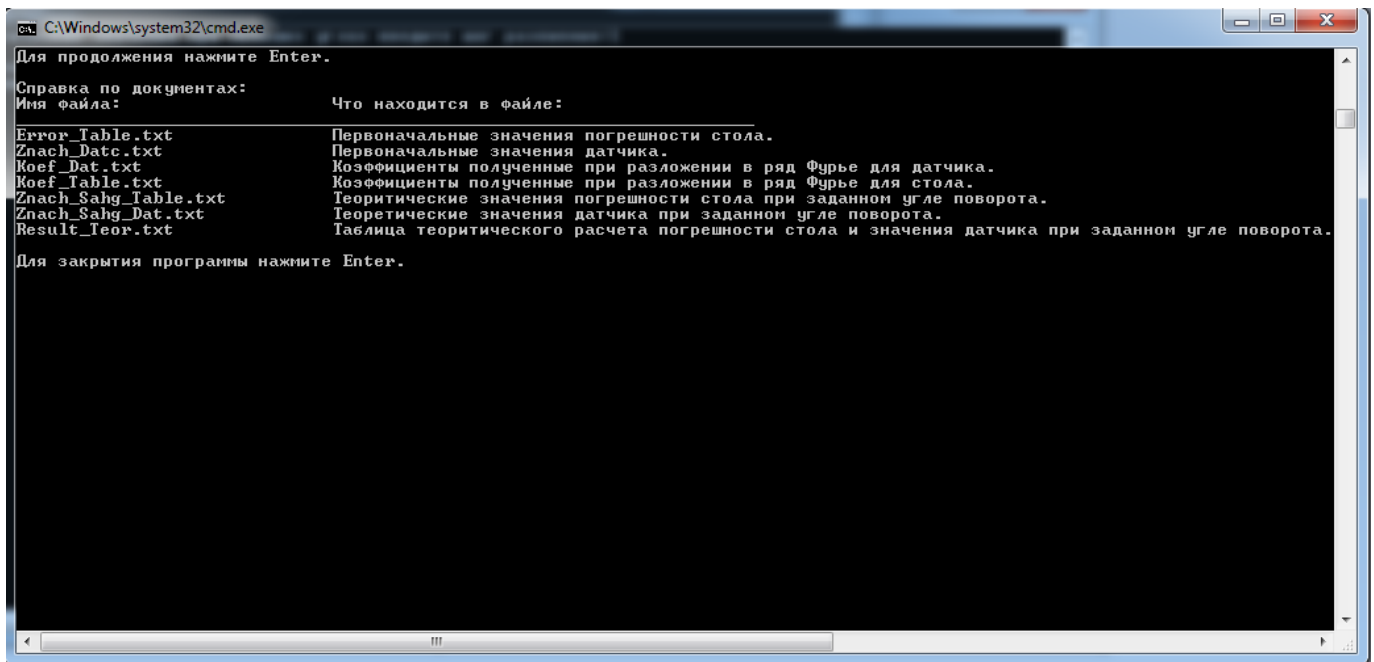 C:\Windows\system32\cmd.exe
Для продолжения нажмите Enter.
Справка по документах:
Имя файла: Что находится в файле:
Error_Table.txt Первоначальные значения погрешности стола.
Znach_Datc.txt Первоначальные значения датчика.
Koef_Dat.txt Коэффициенты полученные при разложении в ряд Фурье для датчика.
Koef_Table.txt Коэффициенты полученные при разложении в ряд Фурье для стола.
Znach_Sahg_Table.txt Теоритические значения погрешности стола при заданном угле поворота.
Znach_Sahg_Dat.txt Теоретические значения датчика при заданном угле поворота.
Result_Teor.txt Таблица теоритического расчета погрешности стола и значения датчика при заданном угле поворота.
Для закрытия программы нажмите Enter.